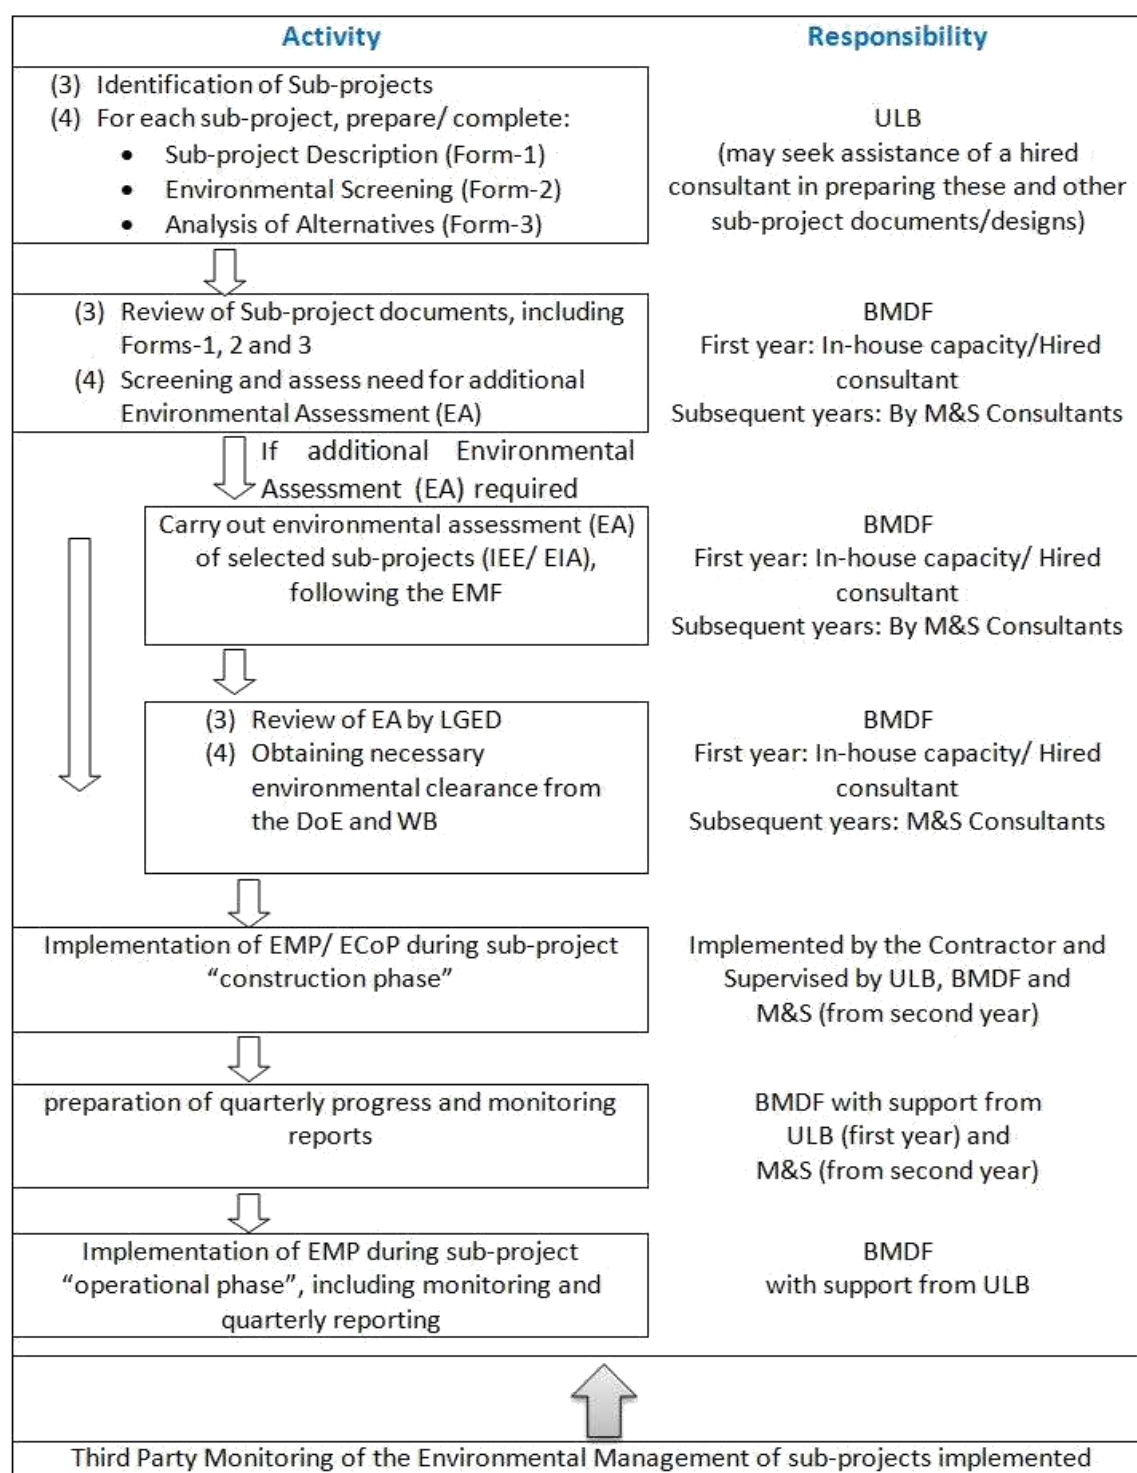 Activity
Responsibility
(3) Identification of Sub-projects
(4) For each sub-project, prepare/ complete:
• Sub-project Description (Form-1)
• Environmental Screening (Form-2)
• Analysis of Alternatives (Form-3)
ULB
(may seek assistance of a hired
consultant in preparing these and other
sub-project documents/designs)
(3) Review of Sub-project documents, including
Forms-1, 2 and 3
(4) Screening and assess need for additional
Environmental Assessment (EA)
BMDF
First year: In-house capacity/Hired
consultant
Subsequent years: By M&S Consultants
If additional Environmental
Assessment (EA) required
Carry out environmental assessment (EA)
of selected sub-projects (IEE/ EIA),
following the EMF
BMDF
First year: In-house capacity/ Hired
consultant
Subsequent years: By M&S Consultants
(3) Review of EA by LGED
(4) Obtaining necessary
environmental clearance from
the DoE and WB
BMDF
First year: In-house capacity/ Hired
consultant
Subsequent years: M&S Consultants
Implementation of EMP/ ECoP during sub-project
“construction phase”
Implemented by the Contractor and
Supervised by ULB, BMDF and
M&S (from second year)
preparation of quarterly progress and monitoring
reports
BMDF with support from
ULB (first year) and
M&S (from second year)
Implementation of EMP during sub-project
“operational phase”, including monitoring and
quarterly reporting
BMDF
with support from ULB
Third Party Monitoring of the Environmental Management of sub-projects implemented